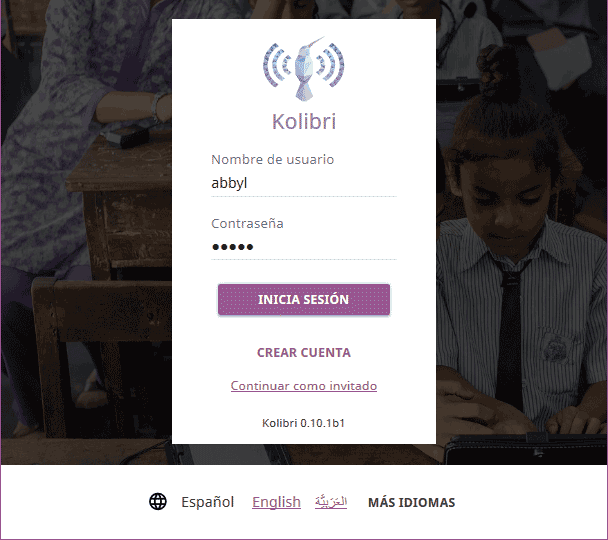 Kolibri
Nombre de usuario
abbyl
Contraseña
●●●●●
INICIA SESIÓN
CREAR CUENTA
Continuar como invitado
Kolibri 0.10.1b1
Español English العَرَبِيَّة MÁS IDIOMAS